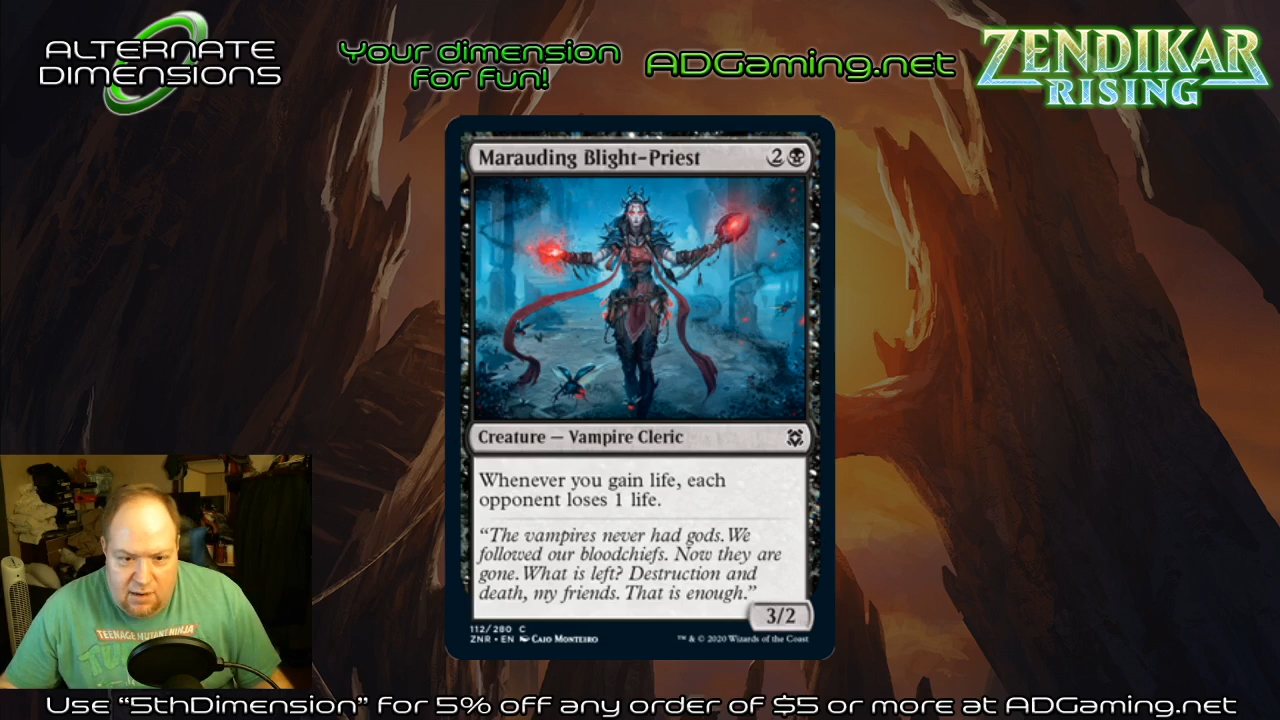 ALTERNATE
DIMENSIONS
Your dimension
for fun!
ADGaming.net
ZENDIKAR
RISING
Marauding Blight-Priest 2
Creature — Vampire Cleric
Whenever you gain life, each
opponent loses 1 life.
“The vampires never had gods. We
followed our bloodchiefs. Now they are
gone. What is left? Destruction and
death, my friends. That is enough.”
3/2
112/280 C
ZNR • EN Caio Monteiro
™ & © 2020 Wizards of the Coast
TEENAGE MUTANT NINJA
Use “5thDimension” for 5% off any order of $5 or more at ADGaming.net